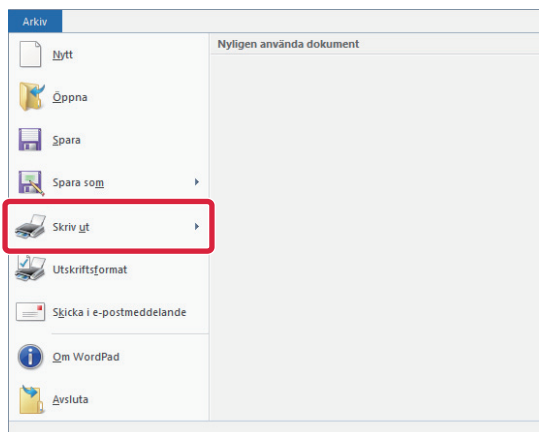 Arkiv
Nyligen använda dokument
Nytt
Öppna
Spara
Spara som
Skriv ut
Utskriftsformat
Skicka i e-postmeddelande
Om WordPad
Avsluta